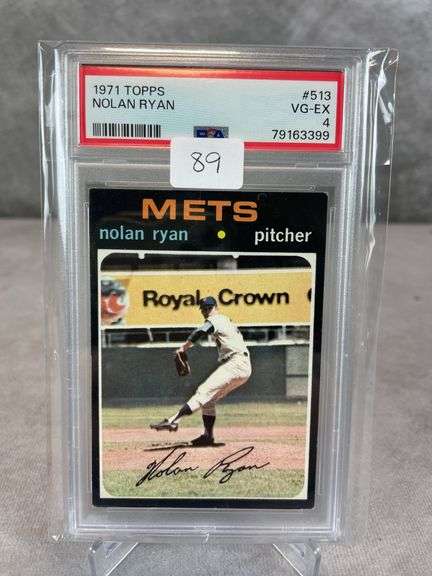 1971 TOPPS #513
NOLAN RYAN VG-EX
4
79163399
89
METS
nolan ryan pitcher
Royal Crown
Nolan Ryan